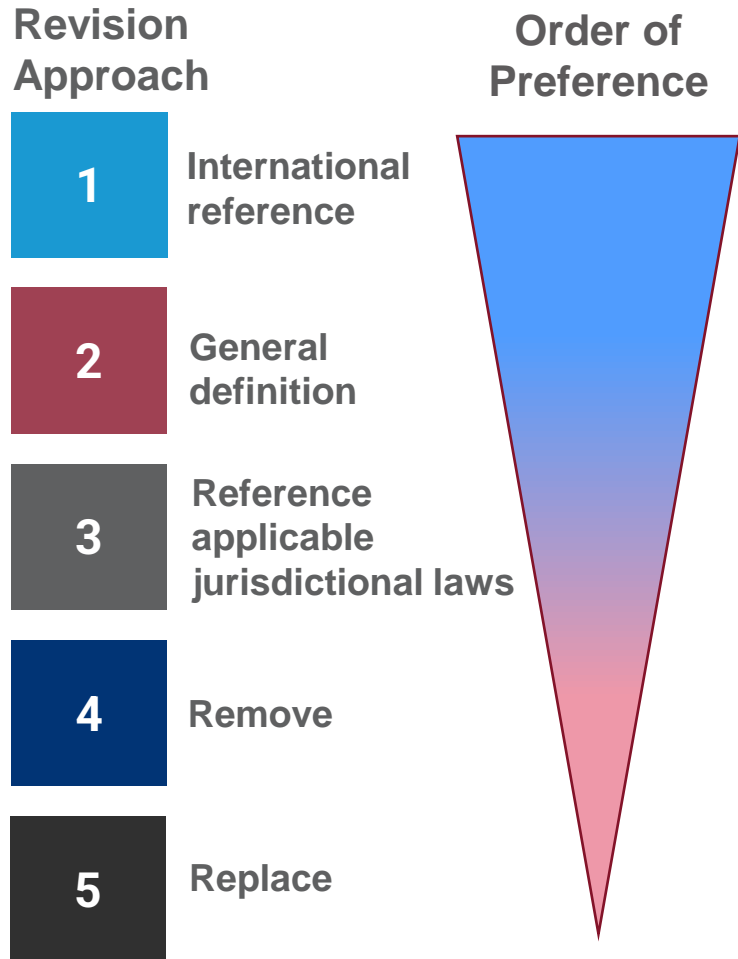 Revision
Approach
Order of
Preference
1
International
reference
2
General
definition
3
Reference
applicable
jurisdictional laws
4
Remove
5
Replace